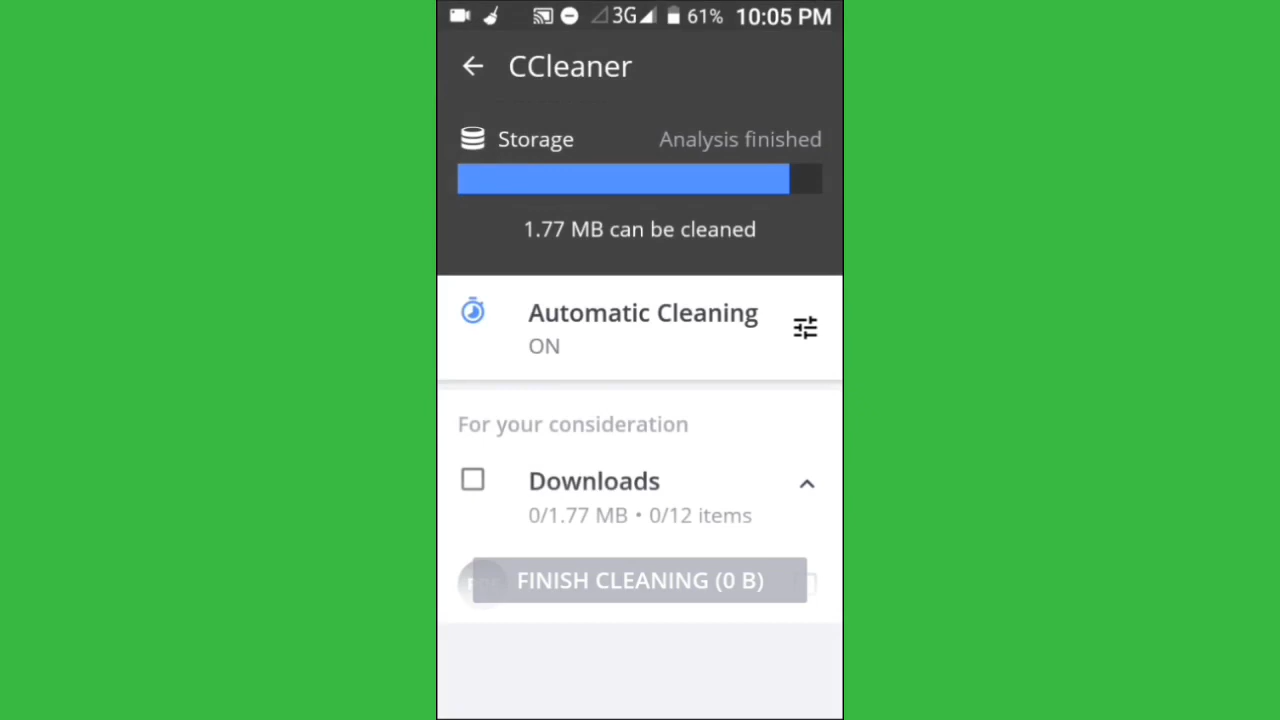 3G 61% 10:05 PM
CCleaner
Storage Analysis finished
1.77 MB can be cleaned
Automatic Cleaning
ON
For your consideration
Downloads
0/1.77 MB • 0/12 items
FINISH CLEANING (0 B)